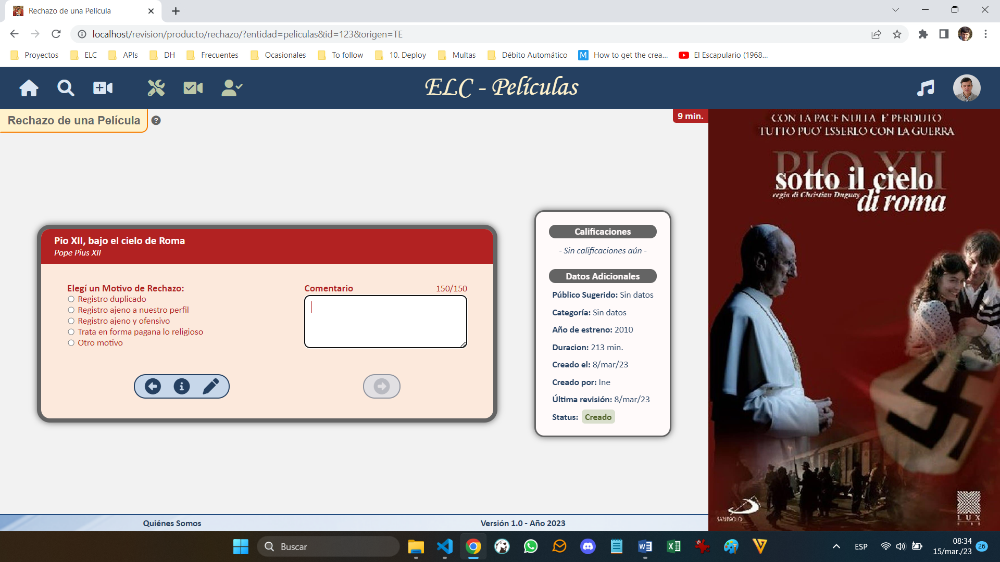 Rechazo de una Película
localhost/revision/producto/rechazo/?entidad=peliculas&id=123&origen=TE
Proyectos
ELC
APIs
DH
Frecuentes
Ocasionales
To follow
10. Deploy
Multas
Débito Automático
M
How to get the crea...
El Escapulario (1968...
ELC - Películas
Rechazo de una Película
?
9 min.
CON LA PACE NULLA E' PERDUTO
TUTTO PUO' ESSERLO CON LA GUERRA
PIO XII
sotto il cielo
regia di Christian Duguay
di roma
Pio XII, bajo el cielo de Roma
Pope Pius XII
Elegí un Motivo de Rechazo:
Registro duplicado
Registro ajeno a nuestro perfil
Registro ajeno y ofensivo
Trata en forma pagana lo religioso
Otro motivo
Comentario
150/150
Calificaciones
- Sin calificaciones aún -
Datos Adicionales
Público Sugerido: Sin datos
Categoría: Sin datos
Año de estreno: 2010
Duracion: 213 min.
Creado el: 8/mar/23
Creado por: Ine
Última revisión: 8/mar/23
Status: Creado
SAN PAOLO
LUX
Quiénes Somos
Versión 1.0 - Año 2023
Buscar
ESP
08:34
15/mar./23
26